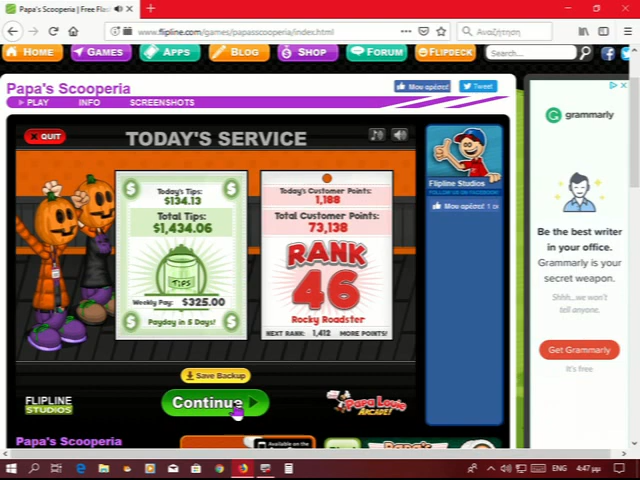 Papa's Scooperia | Free Flas
www.flipline.com/games/papasscooperia/index.html
Αναζήτηση
HOME
GAMES
APPS
BLOG
SHOP
FORUM
FLIPDECK
Search...
Papa's Scooperia
Μου αρέσει!
Tweet
PLAY INFO SCREENSHOTS
QUIT
TODAY'S SERVICE
Today's Tips:
$134.13
Total Tips:
$1,434.06
TIPS
Weekly Pay: $325.00
Payday in 5 Days!
Today's Customer Points:
1,188
Total Customer Points:
73,138
RANK
46
Rocky Roadster
NEXT RANK: 1,412 MORE POINTS!
Save Backup
Continue
FLIPLINE
STUDIOS
Papa Louie
ARCADE!
Flipline Studios
FOLLOW US ON FACEBOOK
Μου αρέσει
grammarly
Be the best writer
in your office.
Grammarly is your
secret weapon.
Shhh...we won't
tell anyone.
Get Grammarly
It's free
Papa's Scooperia
Available on the
ENG
4:47 μμ